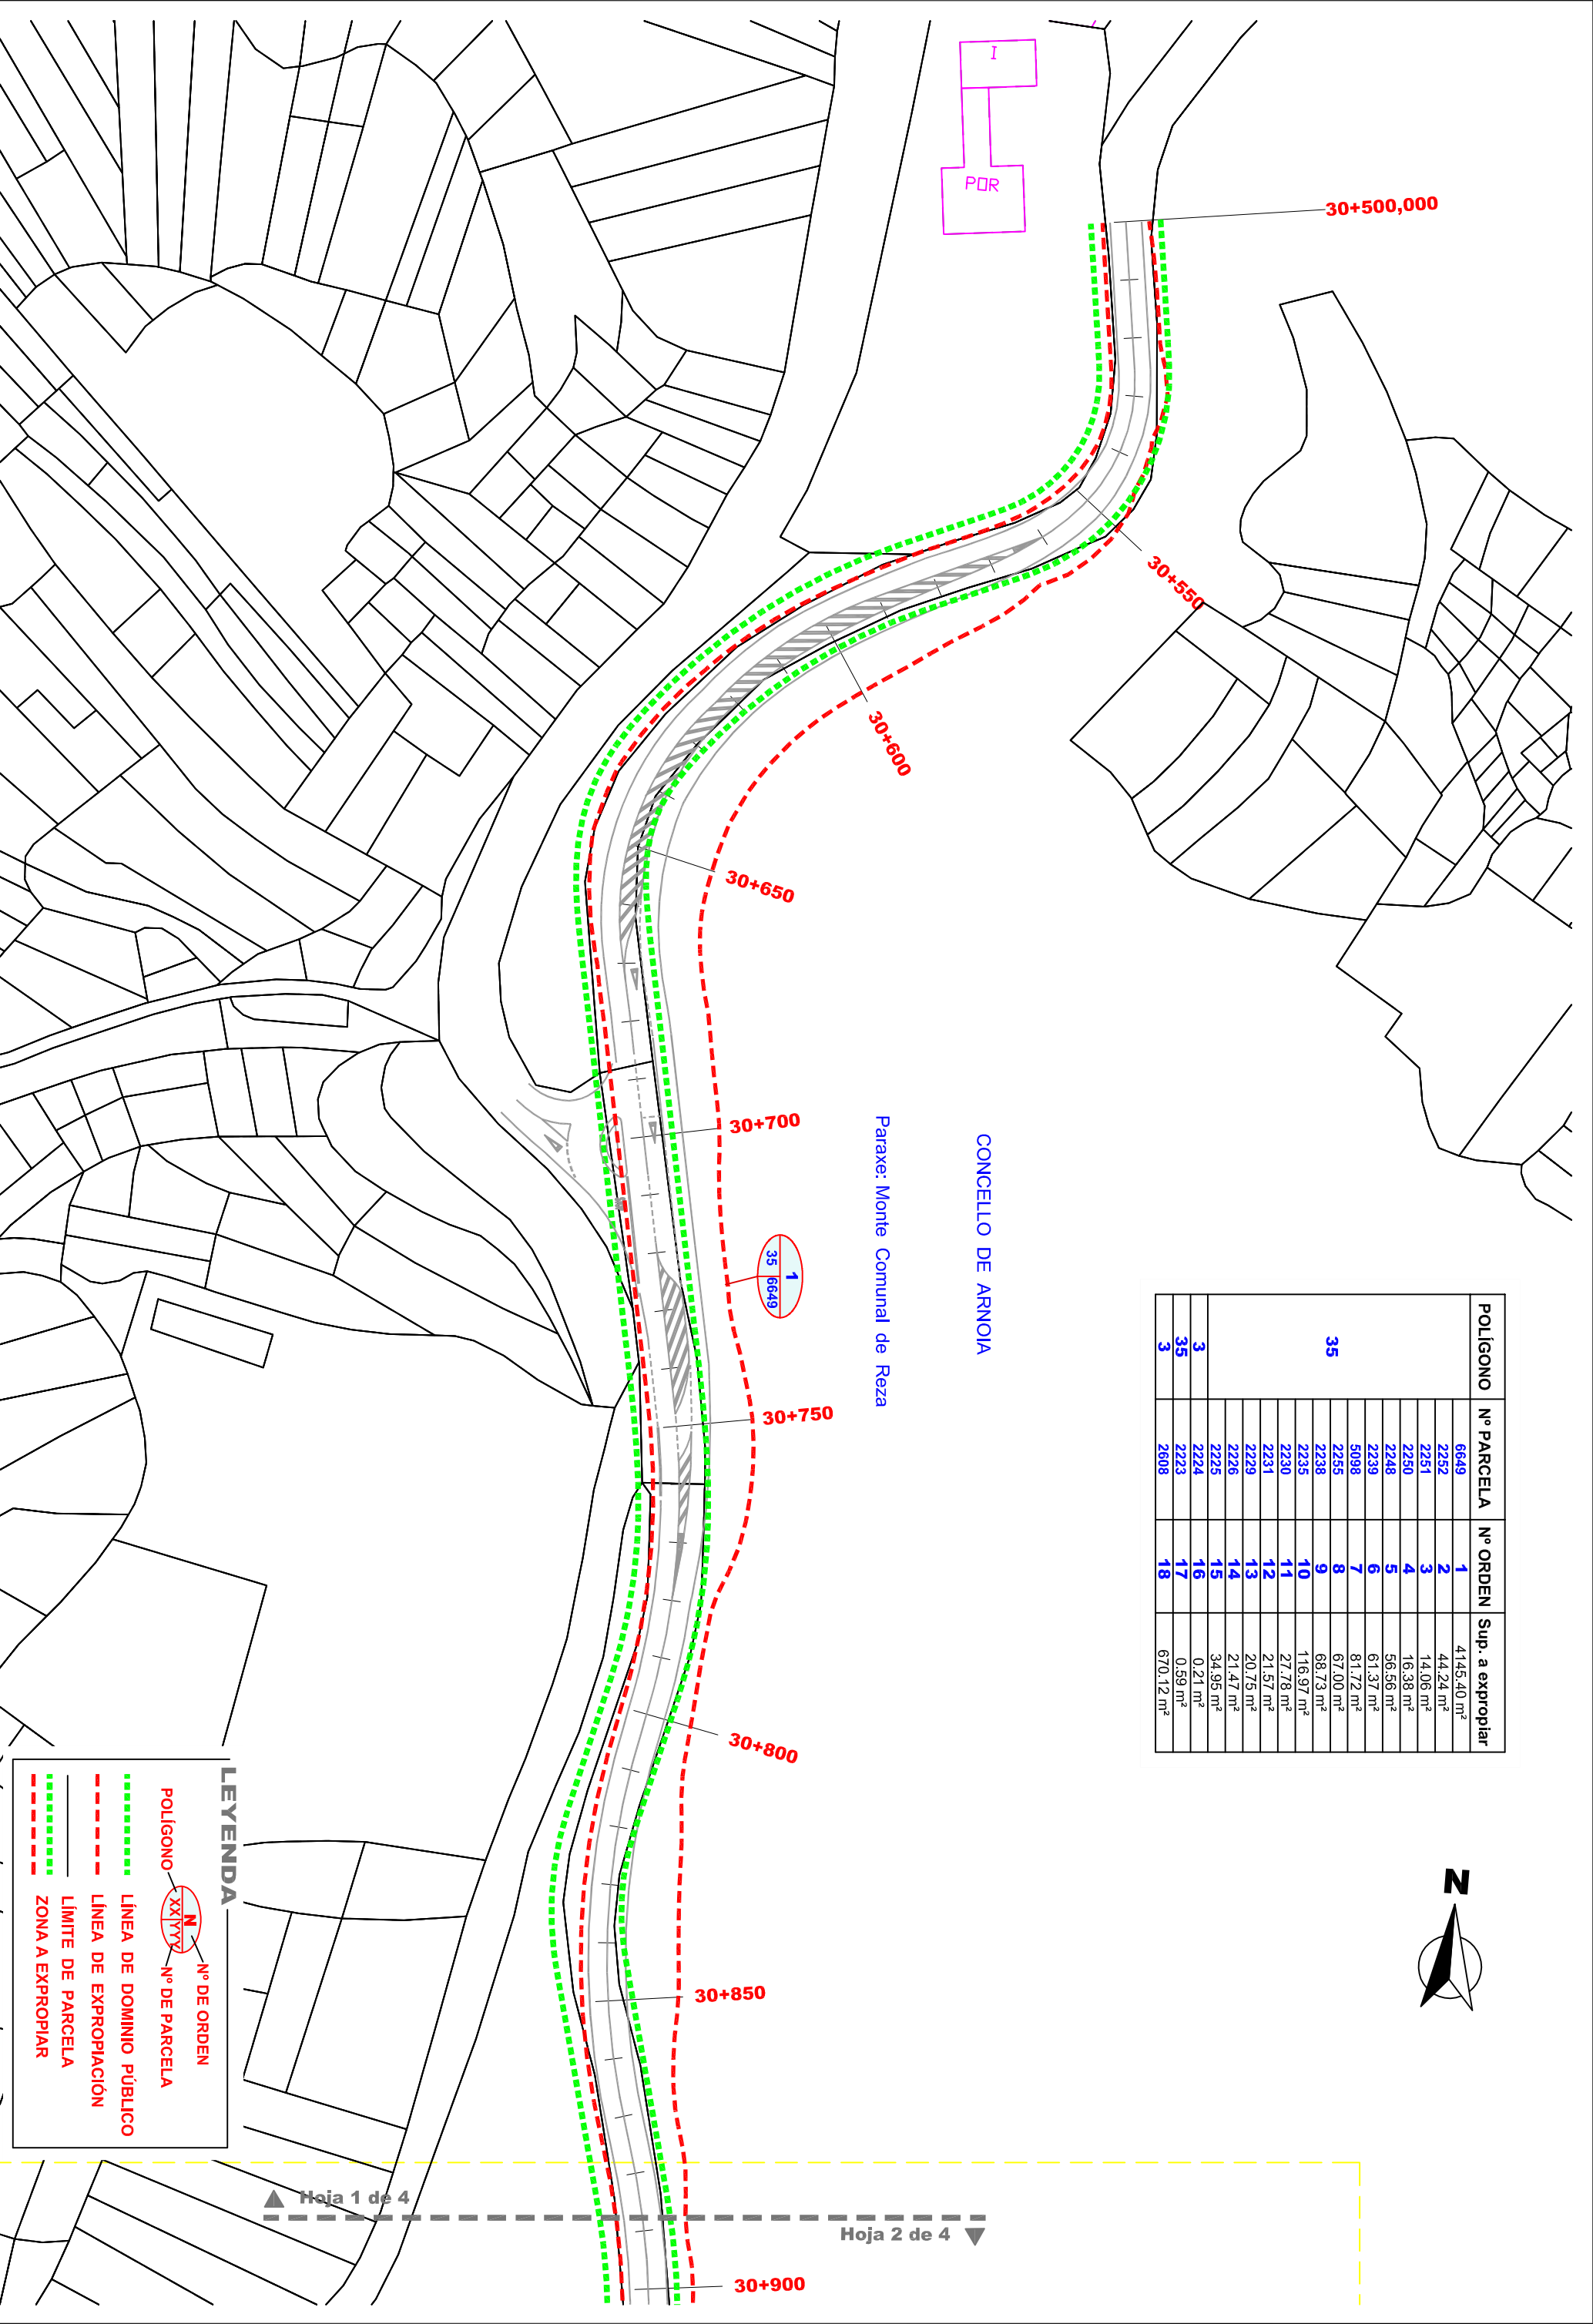 I
POR
30+500,000
30+550
30+600
30+650
30+700
30+750
30+800
30+850
30+900
1
35 6649
Paraxe: Monte Comunal de Reza
CONCELLO DE ARNOIA
POLÍGONO Nº PARCELA Nº ORDEN Sup. a expropiar
35 6649 1 4145.40 m²
2252 2 44.24 m²
2251 3 14.06 m²
2250 4 16.38 m²
2248 5 56.56 m²
2239 6 61.37 m²
5098 7 81.72 m²
2255 8 67.00 m²
2238 9 68.73 m²
2235 10 116.97 m²
2230 11 27.78 m²
2231 12 21.57 m²
2229 13 20.75 m²
2226 14 21.47 m²
2225 15 34.95 m²
3 2224 16 0.21 m²
35 2223 17 0.59 m²
3 2608 18 670.12 m²
N
LEYENDA
Nº DE ORDEN
N
XX YYY
POLÍGONO
Nº DE PARCELA
LÍNEA DE DOMINIO PÚBLICO
LÍNEA DE EXPROPIACIÓN
LÍMITE DE PARCELA
ZONA A EXPROPIAR
Hoja 1 de 4
Hoja 2 de 4